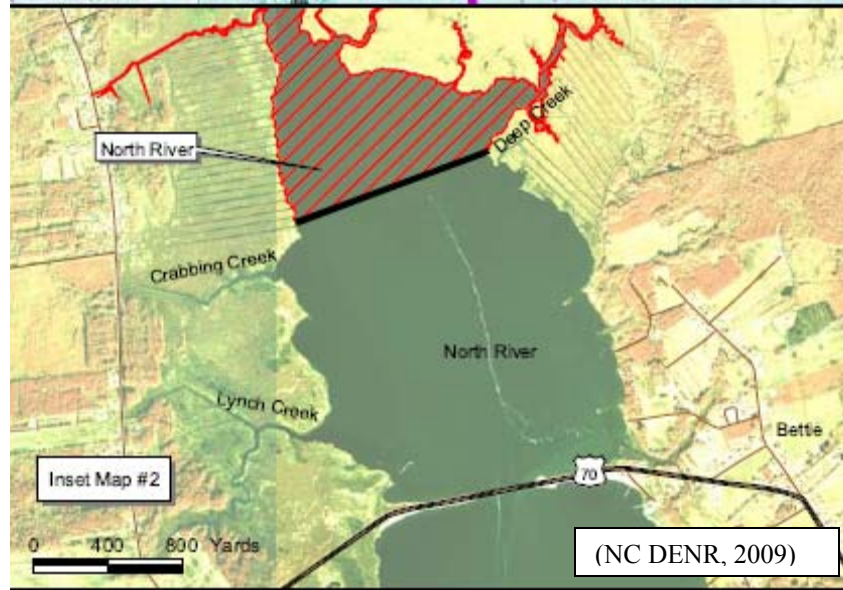 Deep Creek
North River
Crabbing Creek
North River
Lynch Creek
Bettie
Inset Map #2
70
0 400 800 Yards
(NC DENR, 2009)